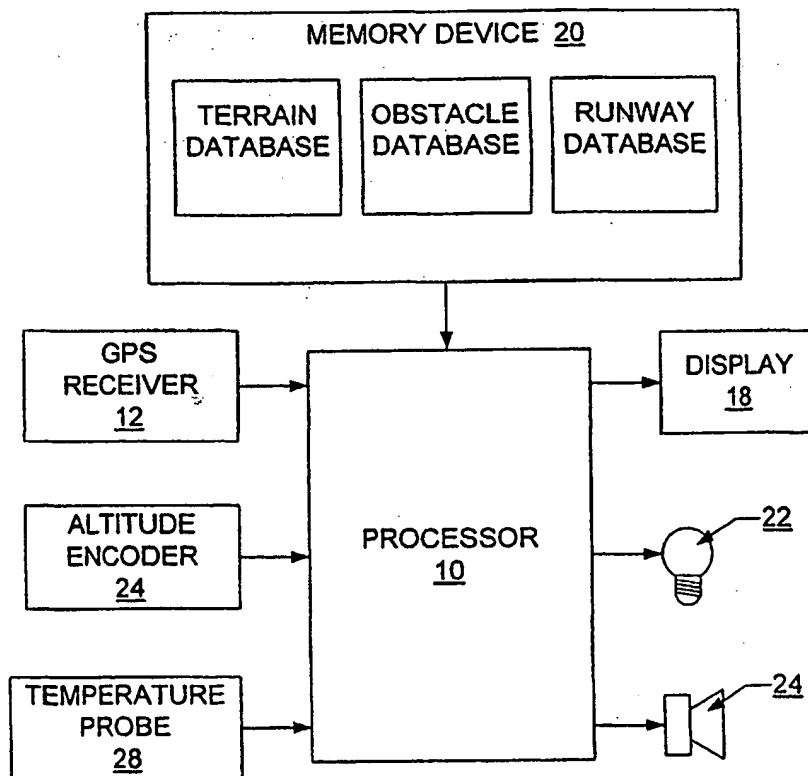 MEMORY DEVICE 20
TERRAIN
DATABASE
OBSTACLE
DATABASE
RUNWAY
DATABASE
GPS
RECEIVER
12
DISPLAY
18
ALTITUDE
ENCODER
24
PROCESSOR
10
22
TEMPERATURE
PROBE
28
24